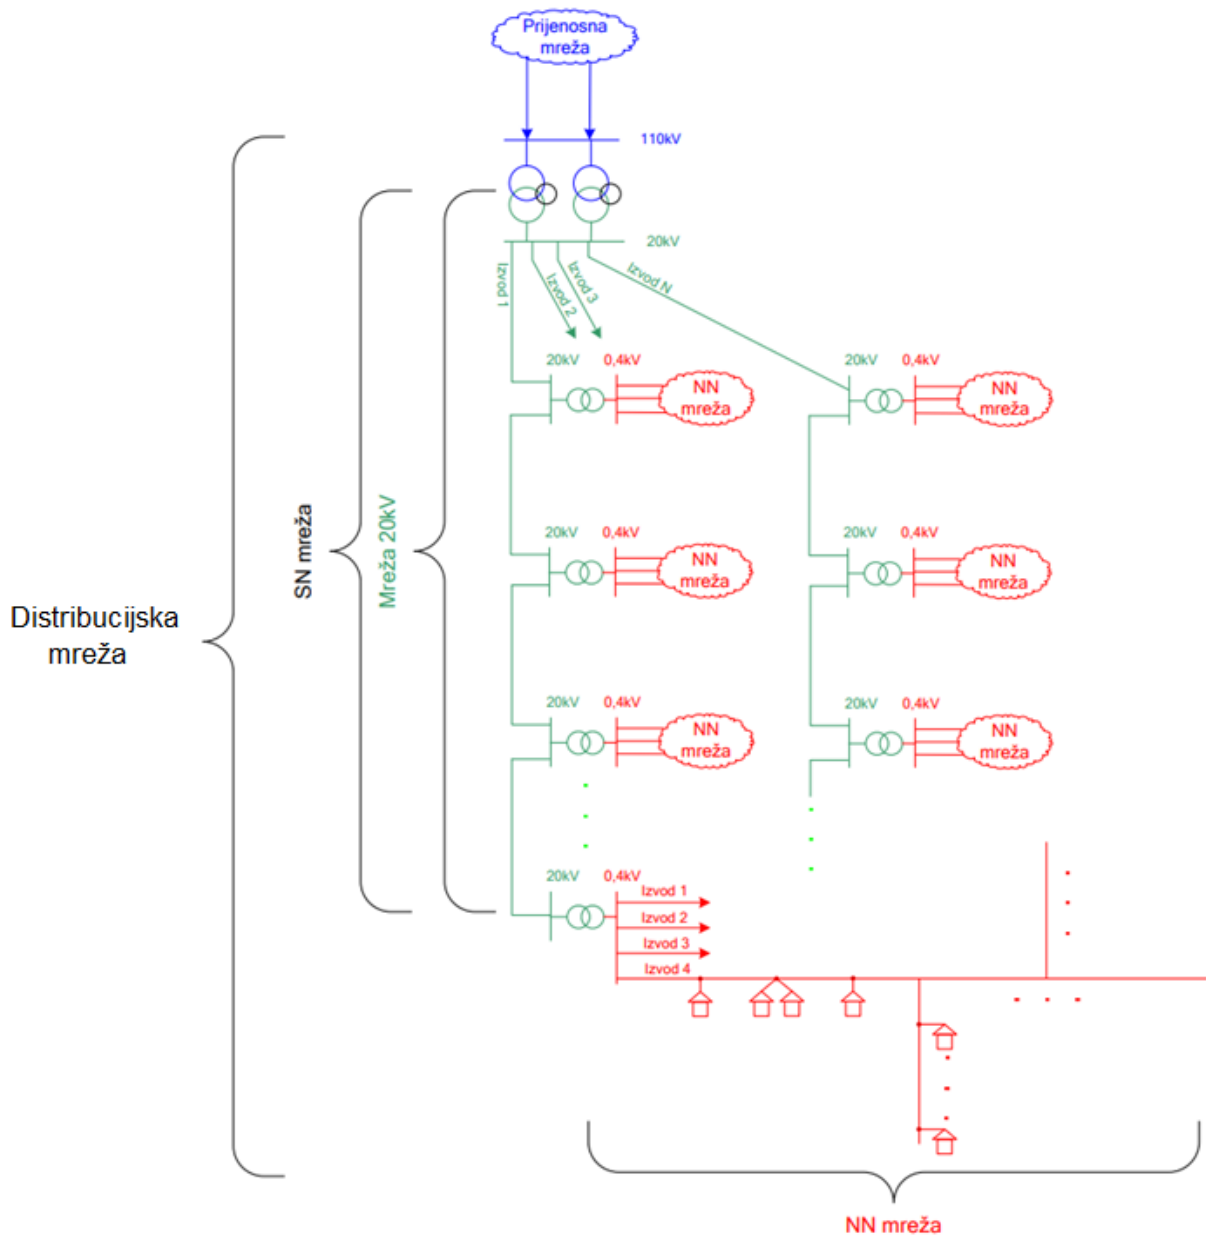 Prijenosna
mreža
110kV
20kV
Izvod 1
Izvod 2
Izvod 3
Izvod N
20kV
0,4kV
NN
mreža
20kV
0,4kV
NN
mreža
SN mreža
Mreža 20kV
20kV
0,4kV
NN
mreža
20kV
0,4kV
NN
mreža
Distribucijska
mreža
20kV
0,4kV
NN
mreža
20kV
0,4kV
NN
mreža
20kV
0,4kV
Izvod 1
Izvod 2
Izvod 3
Izvod 4
NN mreža